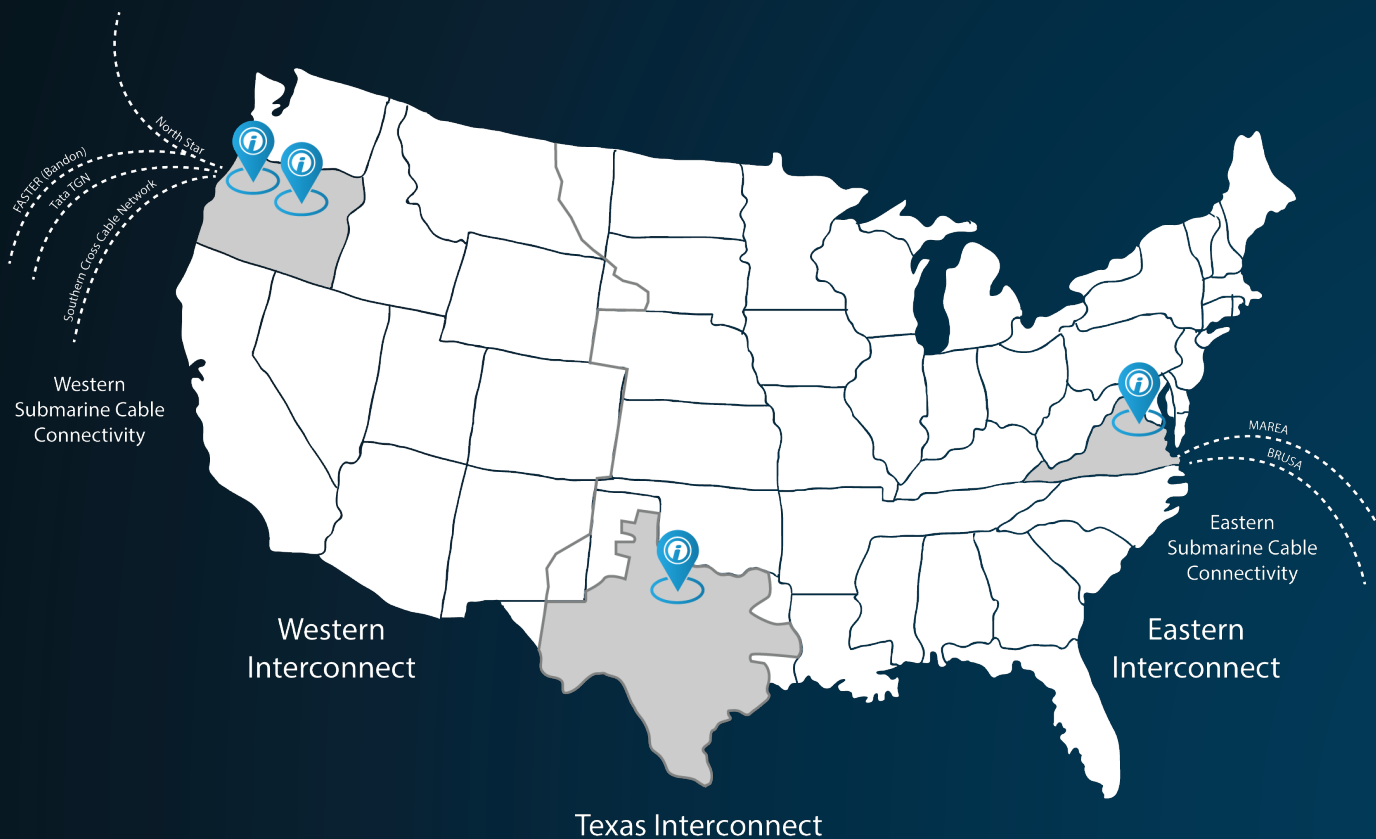 North Star
FASTER (Bandon)
Tata TGN
Southern Cross Cable Network
Western
Submarine Cable
Connectivity
MAREA
BRUSA
Eastern
Submarine Cable
Connectivity
Western
Interconnect
Eastern
Interconnect
Texas Interconnect
i
i
i
i